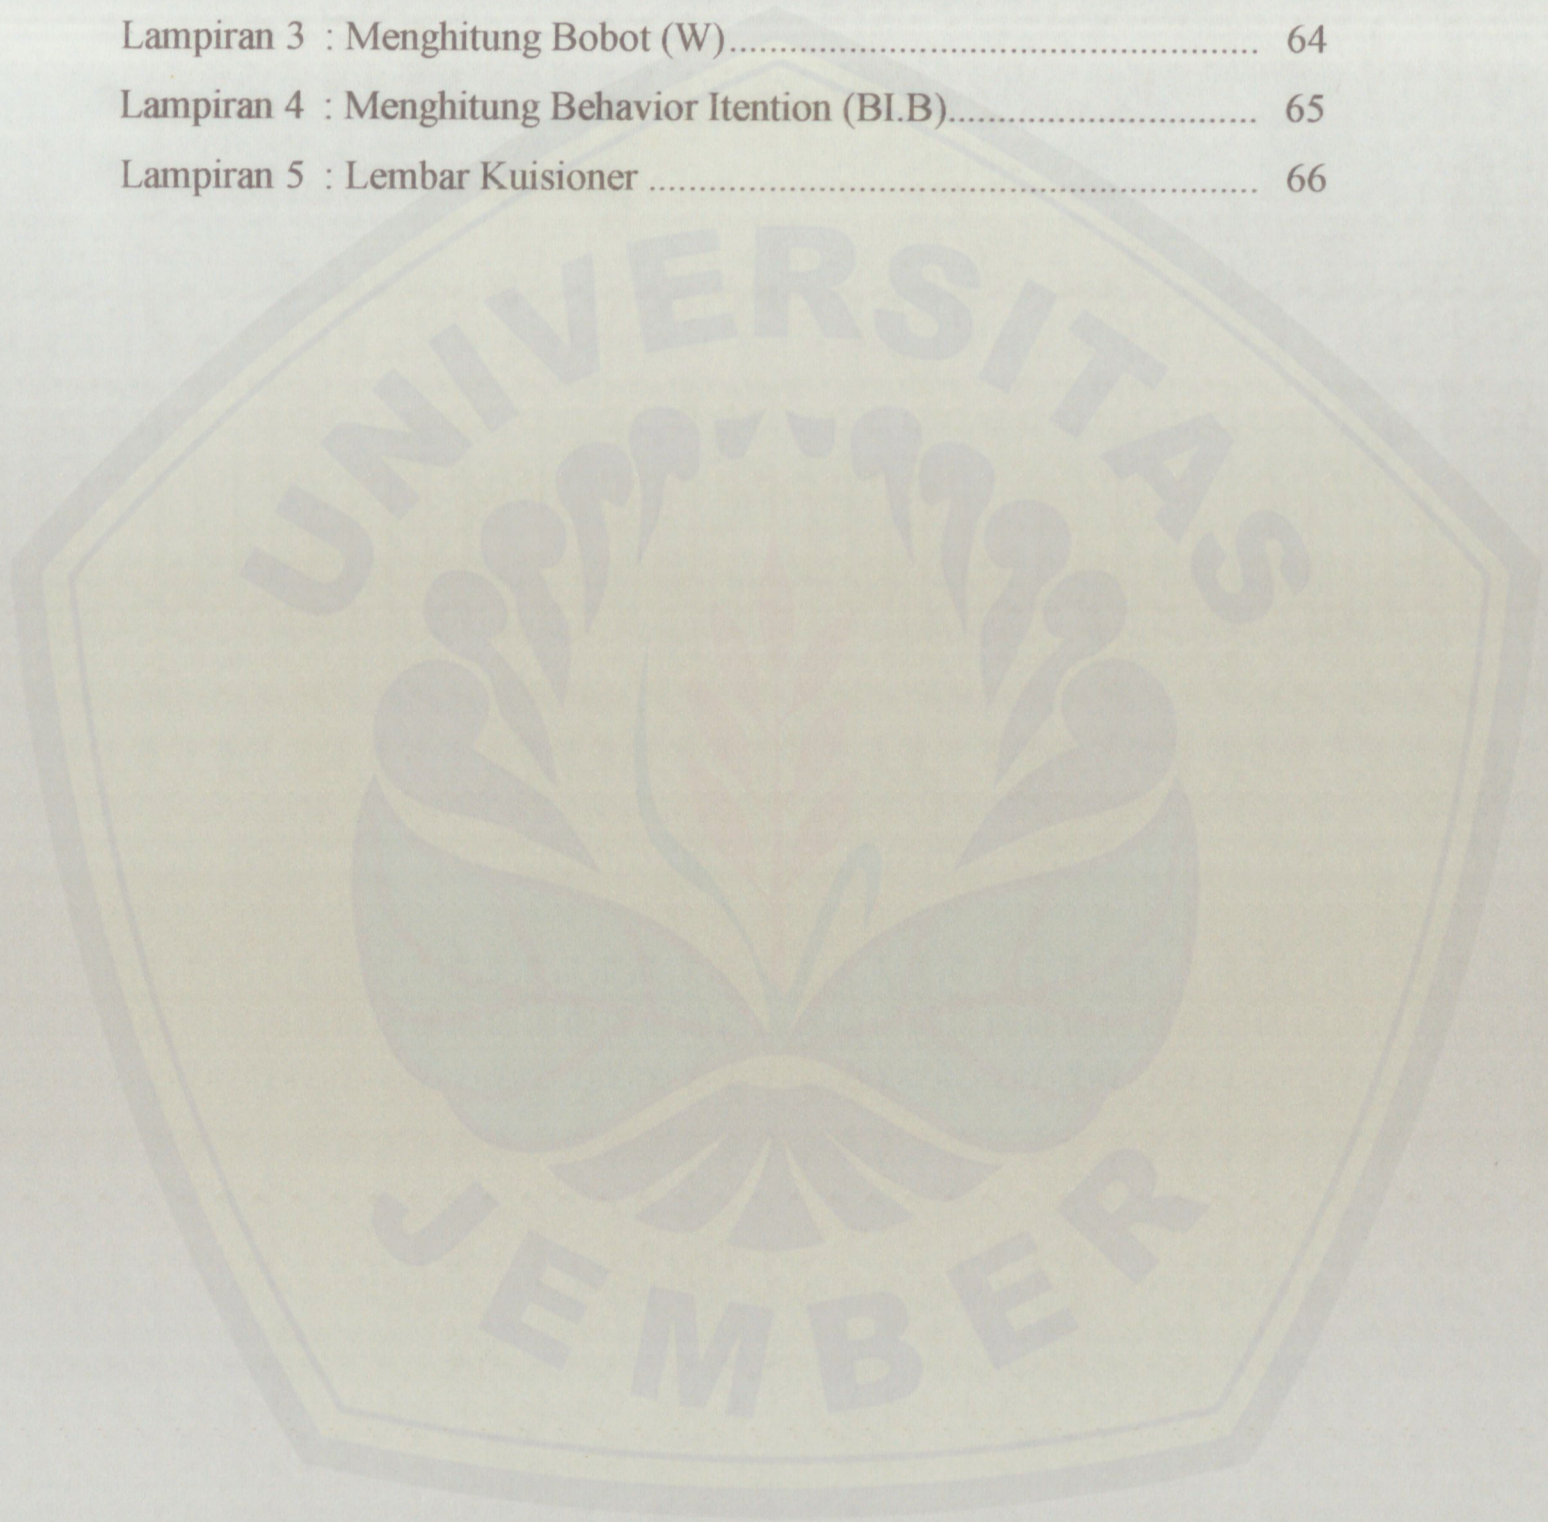 Lampiran 3 : Menghitung Bobot (W)........................................................ 64
Lampiran 4 : Menghitung Behavior Itention (BI.B)................................ 65
Lampiran 5 : Lembar Kuisioner ................................................................ 66
UNIVERSITAS
JEMBER